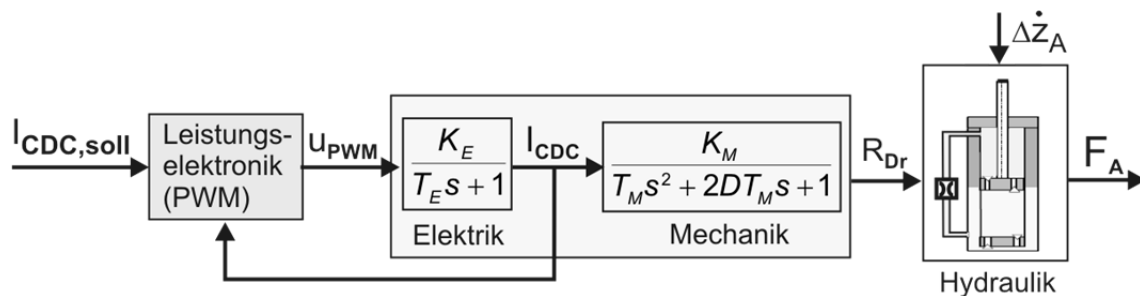 Δż_A
I_CDC,soll
Leistungs-
elektronik
(PWM)
u_PWM
K_E
T_E s + 1
I_CDC
K_M
T_M s² + 2DT_M s + 1
R_Dr
F_A
Elektrik
Mechanik
Hydraulik